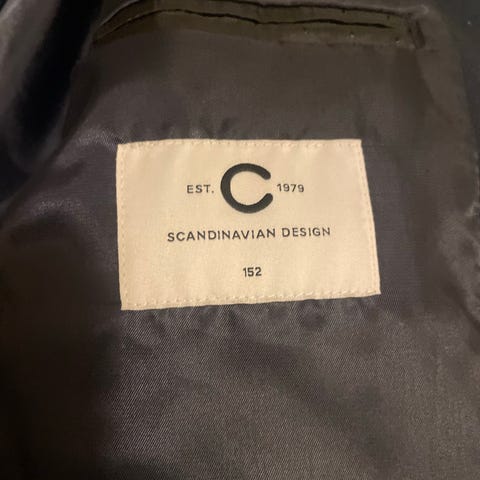 EST. C 1979
SCANDINAVIAN DESIGN
152